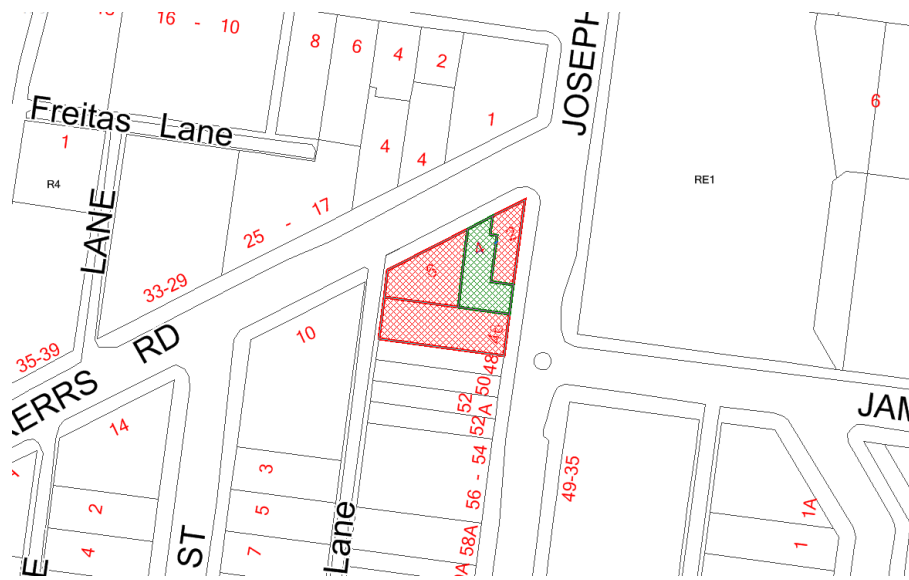 16 - 10
8
6
4
2
1
JOSEPH
6
Freitas Lane
1
R4
4
4
RE1
LANE
25 - 17
2
4
6
33-29
RD
10
46
35-39
48
KERRS
50
52
52A
JAM
14
54
56 -
49-35
3
2
5
1A
Lane
ST
58A
1
4
7